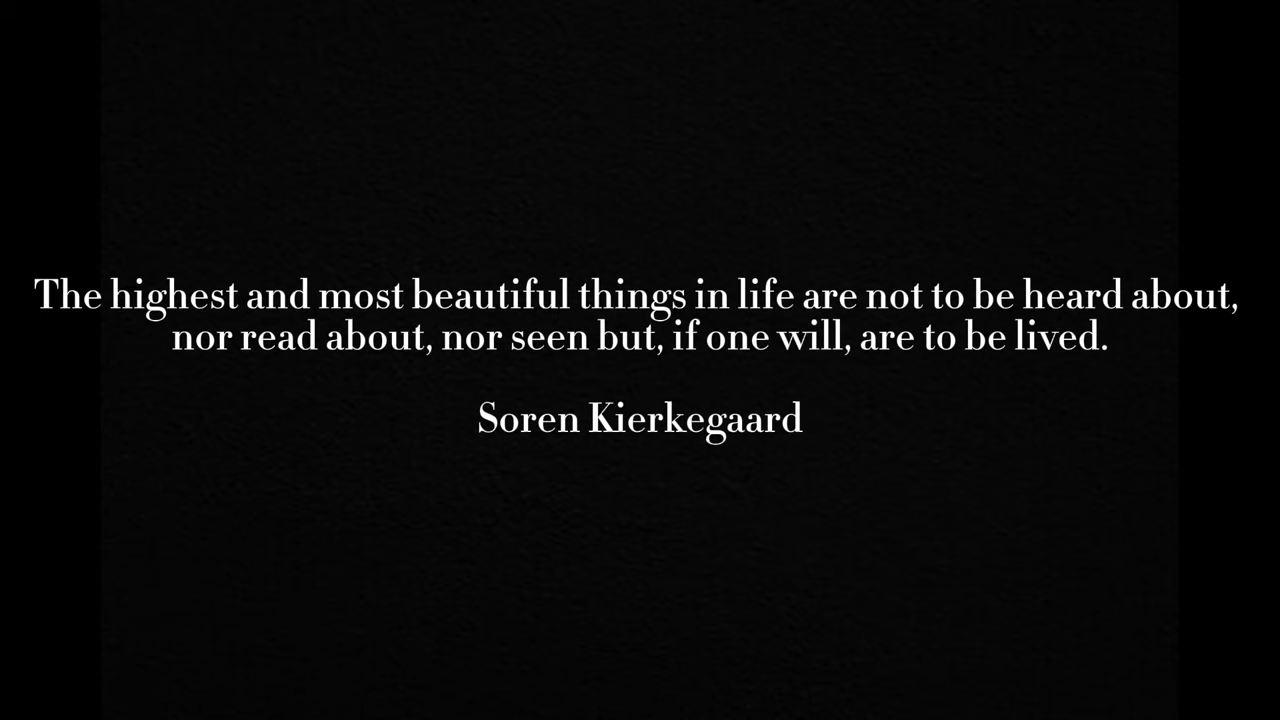 The highest and most beautiful things in life are not to be heard about,
nor read about, nor seen but, if one will, are to be lived.
Soren Kierkegaard